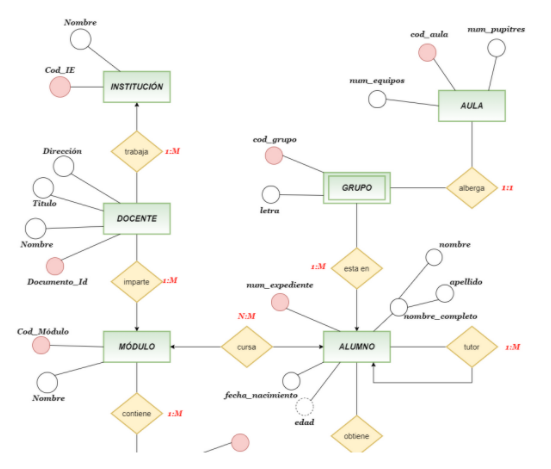 Nombre
Cod_IE
INSTITUCIÓN
cod_aula
num_pupitres
num_equipos
AULA
trabaja
1:M
Dirección
Titulo
DOCENTE
Nombre
Documento_Id
cod_grupo
GRUPO
letra
alberga
1:1
imparte
1:M
1:M
esta en
nombre
apellido
nombre_completo
num_expediente
Cod_Módulo
MÓDULO
Nombre
N:M
cursa
ALUMNO
tutor
1:M
fecha_nacimiento
edad
contiene
1:M
obtiene